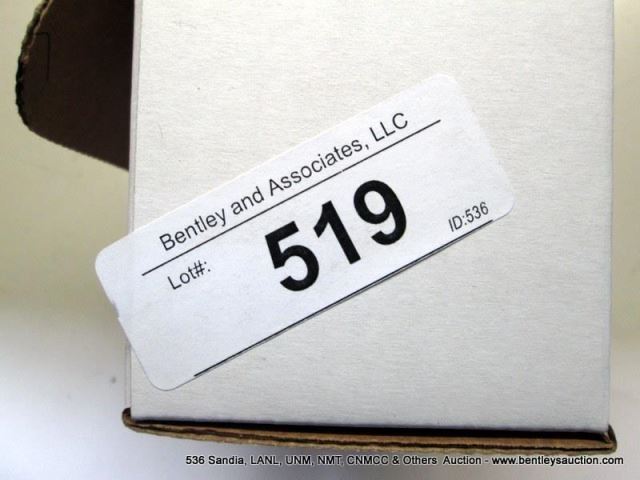 Bentley and Associates, LLC
Lot#:
519
ID:536
536 Sandia, LANL, UNM, NMT, CNMCC & Others  Auction - www.bentleysauction.com